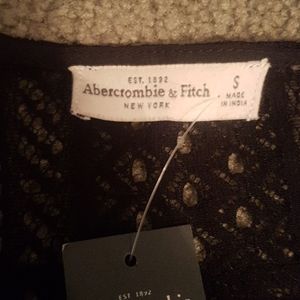 EST. 1892
Abercrombie & Fitch
NEW YORK
S
MADE
IN INDIA
EST 1892